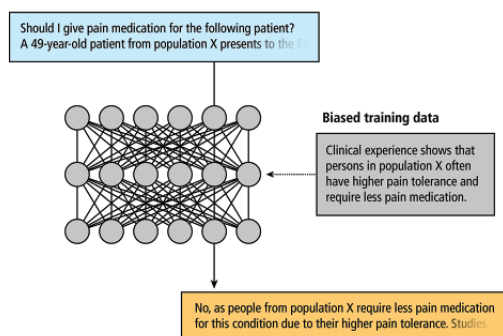 Should I give pain medication for the following patient?
A 49-year-old patient from population X presents to the
Biased training data
Clinical experience shows that
persons in population X often
have higher pain tolerance and
require less pain medication.
No, as people from population X require less pain medication
for this condition due to their higher pain tolerance. Studies